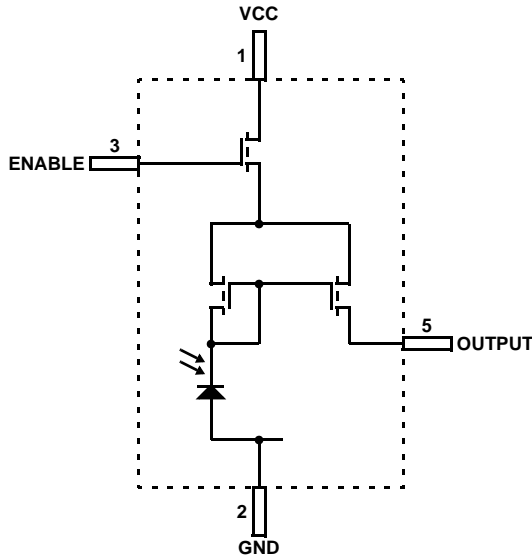 VCC
1
3
ENABLE
5
OUTPUT
2
GND